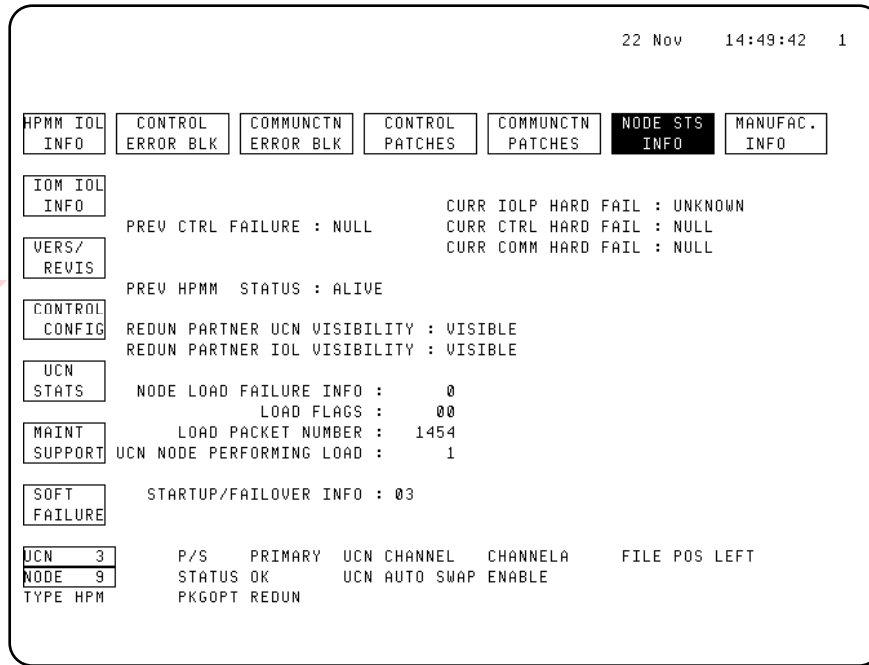 22 Nov 14:49:42 1
HPMM IOL INFO CONTROL ERROR BLK COMMUNCTN ERROR BLK CONTROL PATCHES COMMUNCTN PATCHES NODE STS INFO MANUFAC. INFO
IOM IOL
INFO CURR IOLP HARD FAIL : UNKNOWN
PREV CTRL FAILURE : NULL CURR CTRL HARD FAIL : NULL
VERS/ CURR COMM HARD FAIL : NULL
REVIS
PREV HPMM STATUS : ALIVE
CONTROL
CONFIG REDUN PARTNER UCN VISIBILITY : VISIBLE
REDUN PARTNER IOL VISIBILITY : VISIBLE
UCN
STATS NODE LOAD FAILURE INFO : 0
LOAD FLAGS : 00
MAINT LOAD PACKET NUMBER : 1454
SUPPORT UCN NODE PERFORMING LOAD : 1
SOFT STARTUP/FAILOVER INFO : 03
FAILURE
UCN 3 P/S PRIMARY UCN CHANNEL CHANNELA FILE POS LEFT
NODE 9 STATUS OK UCN AUTO SWAP ENABLE
TYPE HPM PKGOPT REDUN